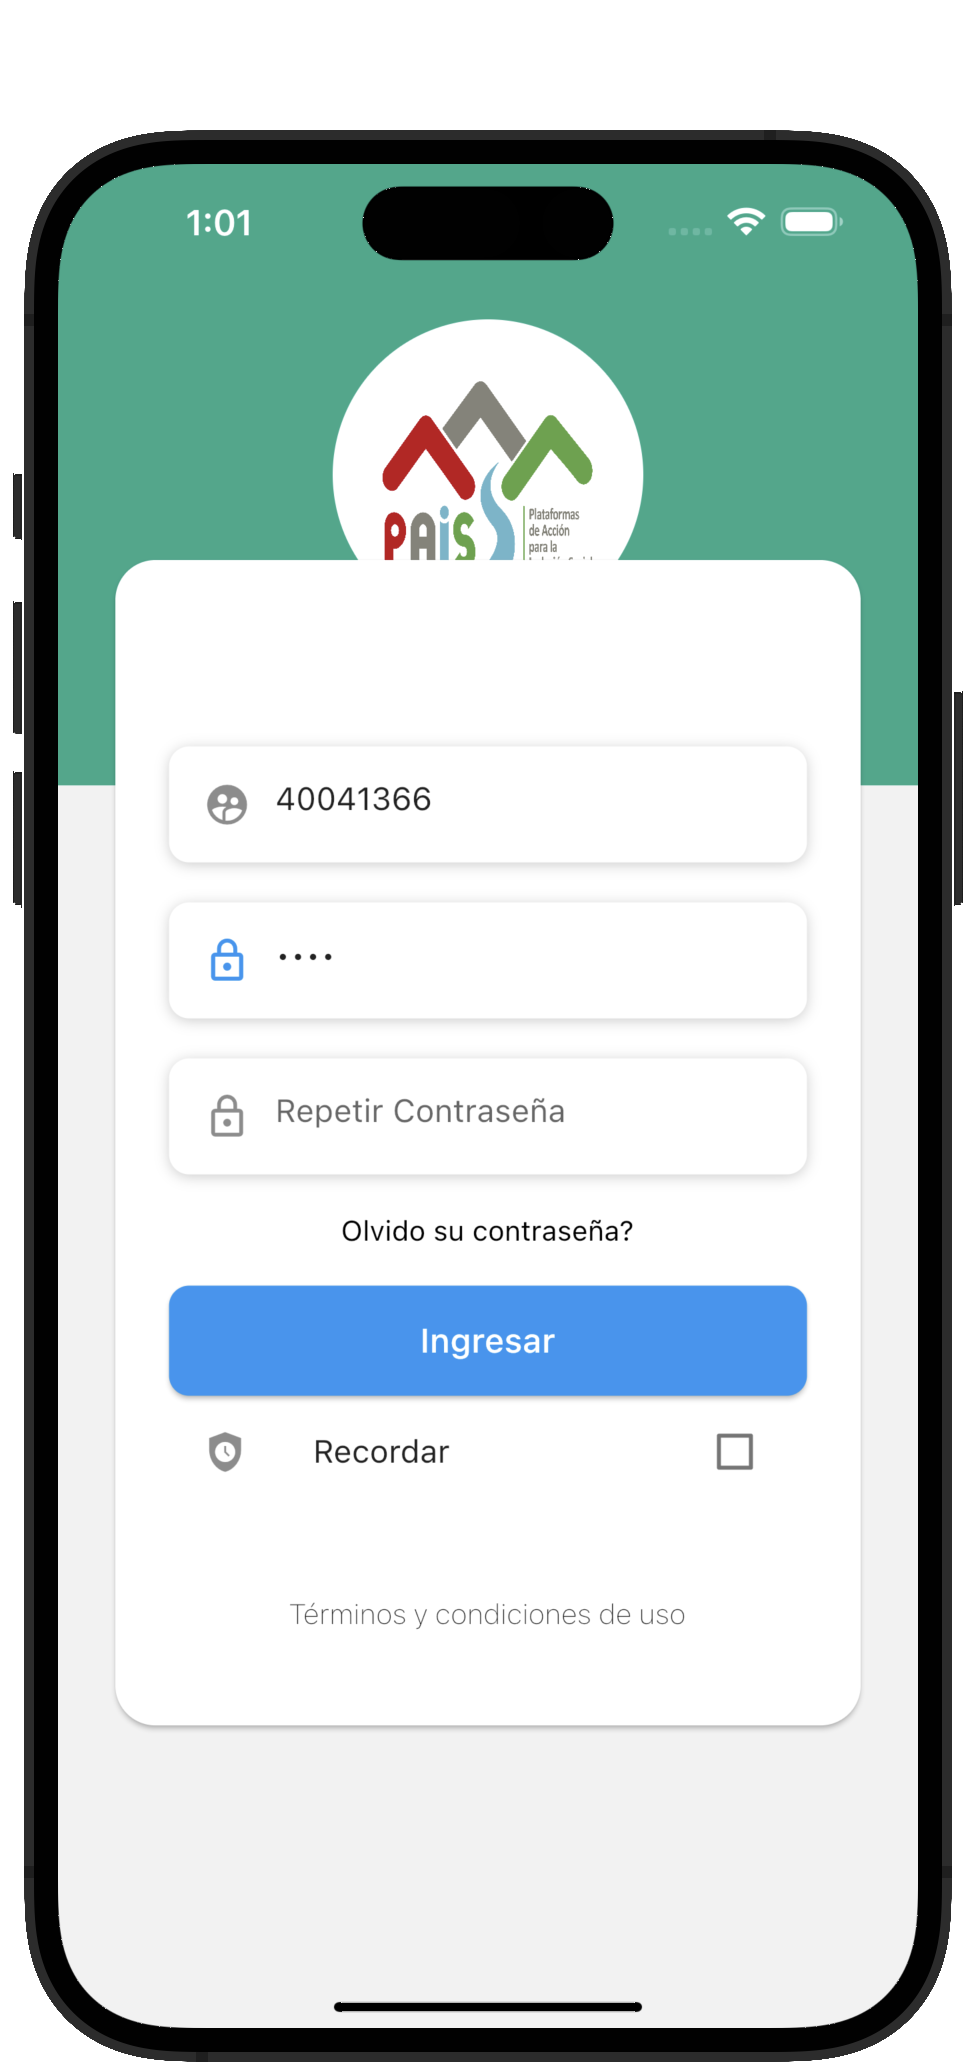 1:01
PAiS
Plataformas
de Acción
para la
40041366
••••
Repetir Contraseña
Olvido su contraseña?
Ingresar
Recordar
Términos y condiciones de uso